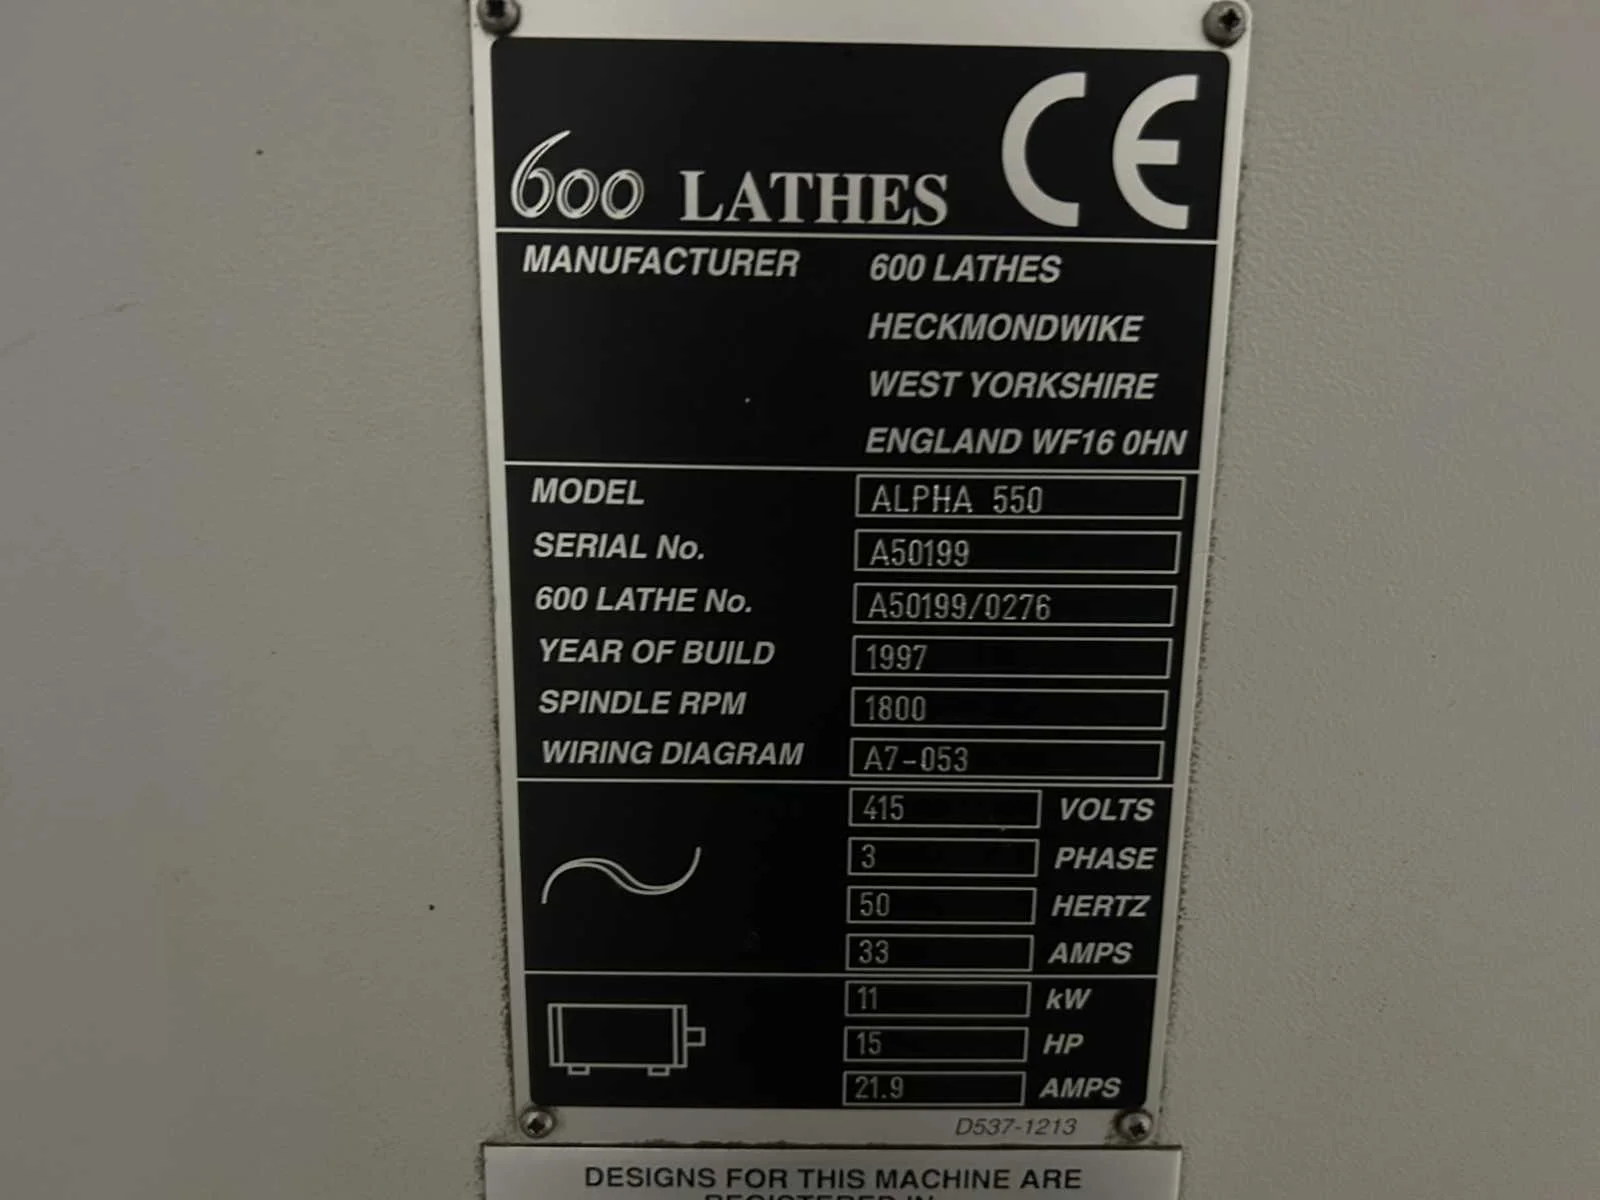 600 LATHES CE
MANUFACTURER 600 LATHES
HECKMONDWIKE
WEST YORKSHIRE
ENGLAND WF16 0HN
MODEL ALPHA 550
SERIAL No. A50199
600 LATHE No. A50199/0276
YEAR OF BUILD 1997
SPINDLE RPM 1800
WIRING DIAGRAM A7-053
415 VOLTS
3 PHASE
50 HERTZ
33 AMPS
11 kW
15 HP
21.9 AMPS
D537-1213
DESIGNS FOR THIS MACHINE ARE
REGISTERED IN